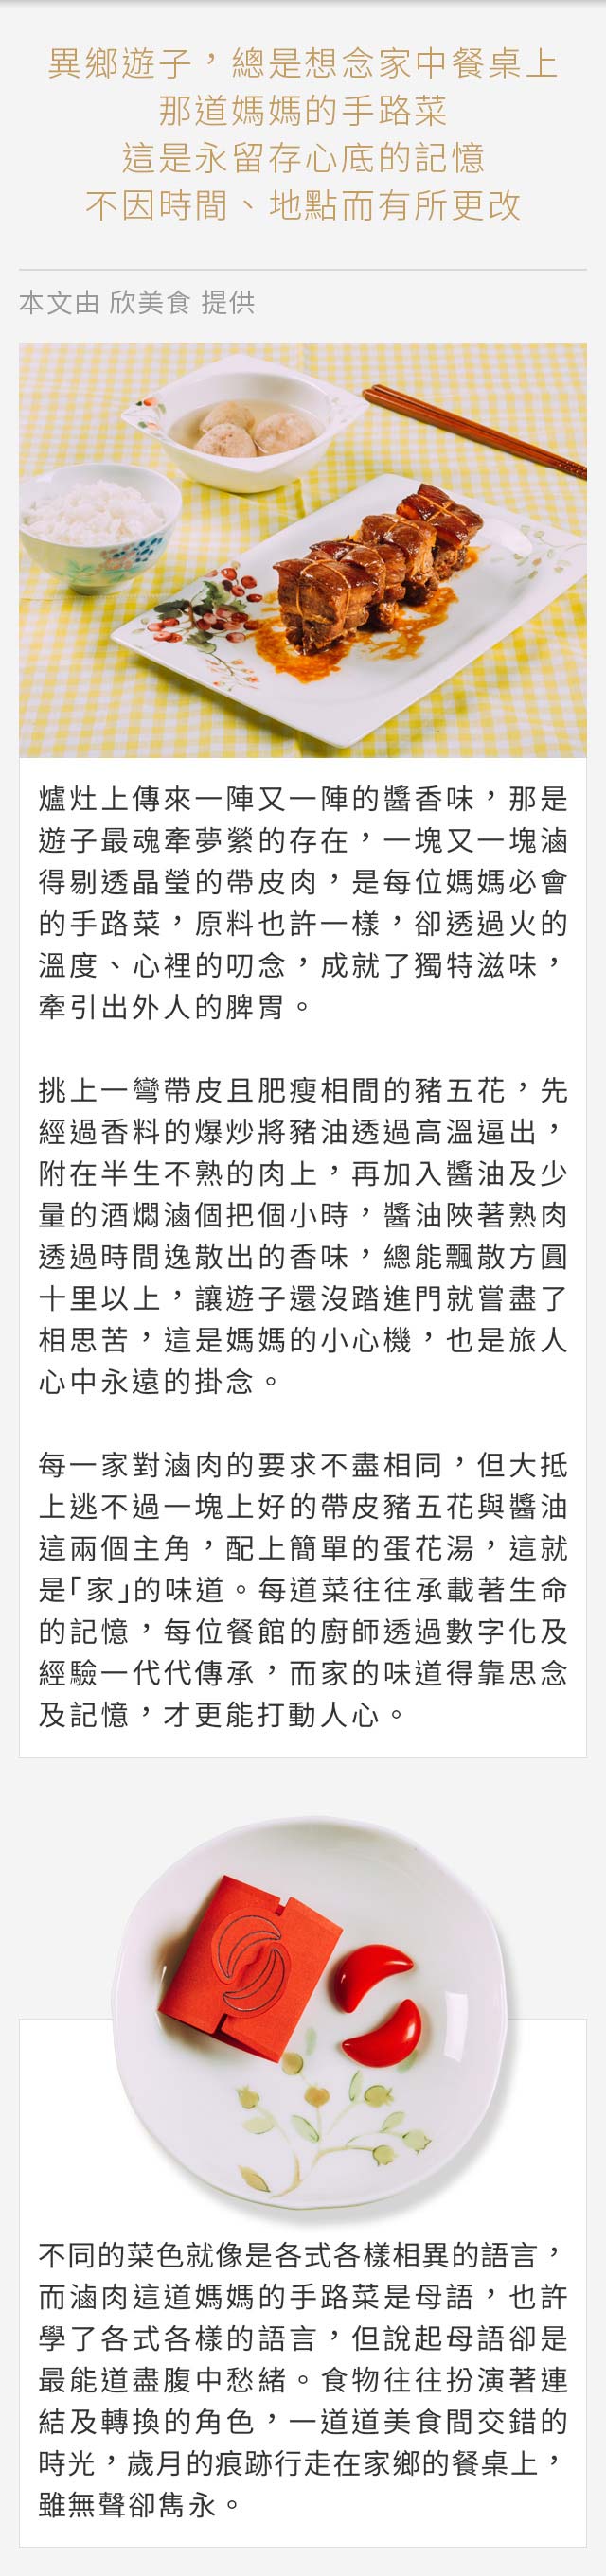 異鄉遊子，總是想念家中餐桌上
那道媽媽的手路菜
這是永留存心底的記憶
不因時間、地點而有所更改
本文由 欣美食 提供
爐灶上傳來一陣又一陣的醬香味，那是
遊子最魂牽夢縈的存在，一塊又一塊滷
得剔透晶瑩的帶皮肉，是每位媽媽必會
的手路菜，原料也許一樣，卻透過火的
溫度、心裡的叨念，成就了獨特滋味，
牽引出外人的脾胃。
挑上一彎帶皮且肥瘦相間的豬五花，先
經過香料的爆炒將豬油透過高溫逼出，
附在半生不熟的肉上，再加入醬油及少
量的酒燜滷個把個小時，醬油陝著熟肉
透過時間逸散出的香味，總能飄散方圓
十里以上，讓遊子還沒踏進門就嘗盡了
相思苦，這是媽媽的小心機，也是旅人
心中永遠的掛念。
每一家對滷肉的要求不盡相同，但大抵
上逃不過一塊上好的帶皮豬五花與醬油
這兩個主角，配上簡單的蛋花湯，這就
是「家」的味道。每道菜往往承載著生命
的記憶，每位餐館的廚師透過數字化及
經驗一代代傳承，而家的味道得靠思念
及記憶，才更能打動人心。
不同的菜色就像是各式各樣相異的語言，
而滷肉這道媽媽的手路菜是母語，也許
學了各式各樣的語言，但說起母語卻是
最能道盡腹中愁緒。食物往往扮演著連
結及轉換的角色，一道道美食間交錯的
時光，歲月的痕跡行走在家鄉的餐桌上，
雖無聲卻雋永。